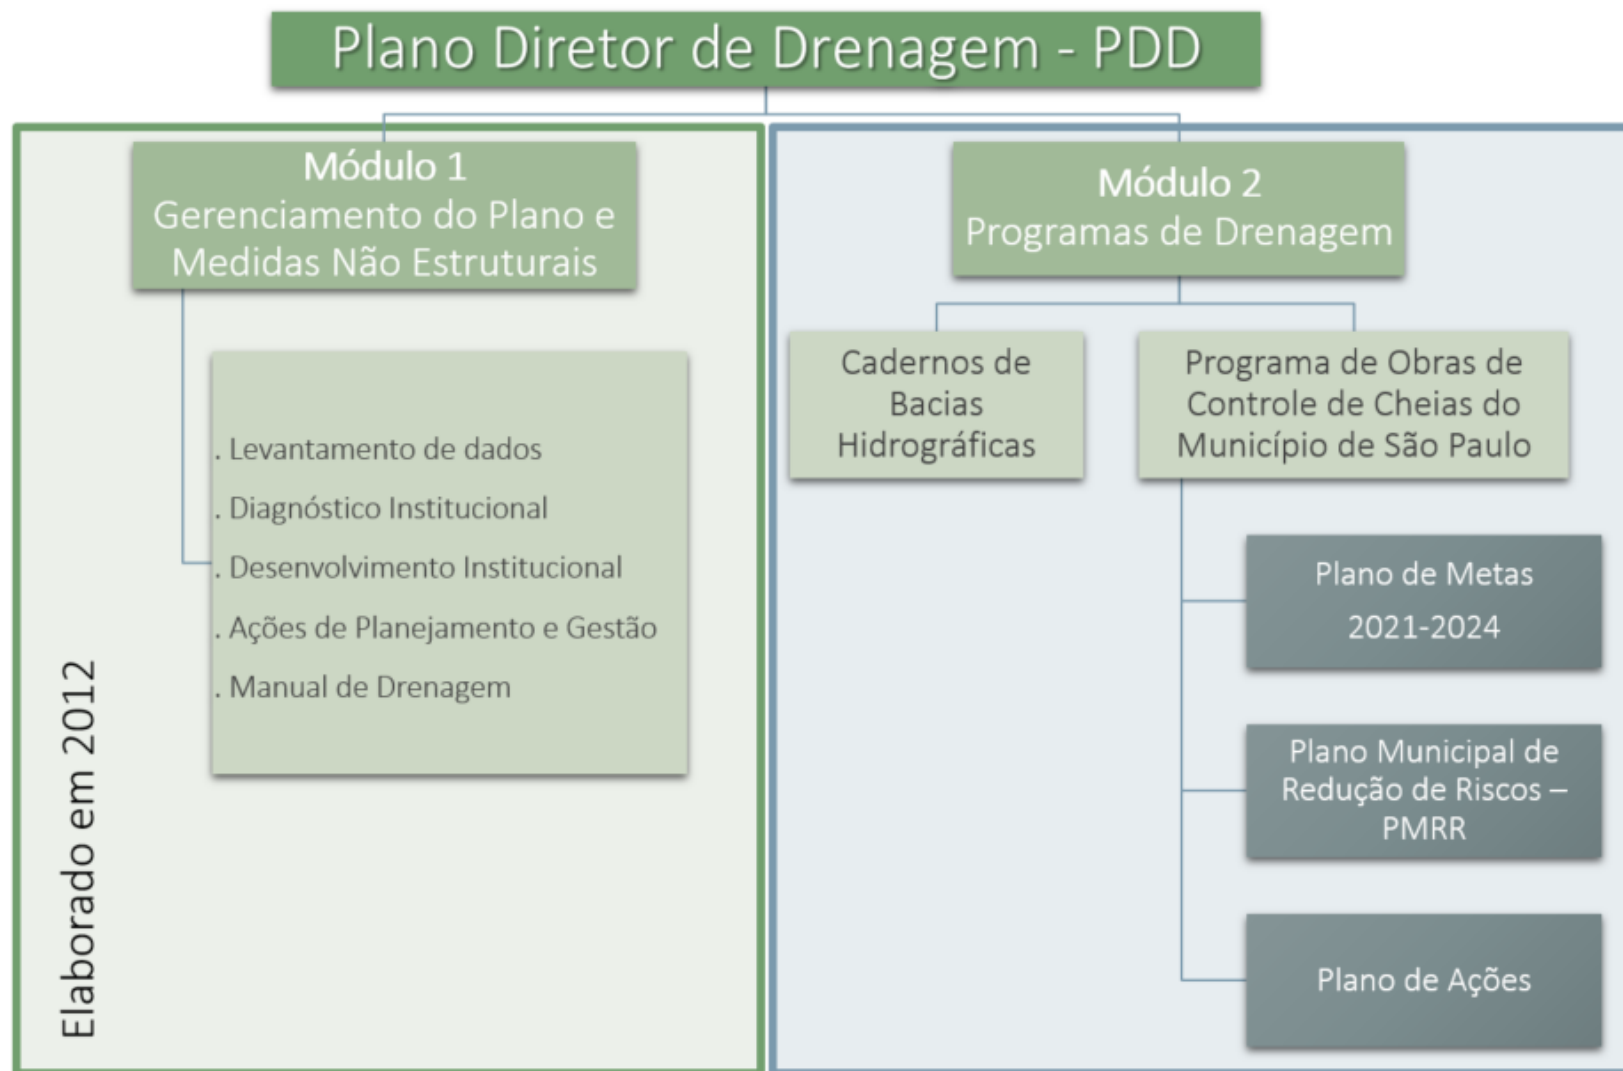 Plano Diretor de Drenagem - PDD
Módulo 1
Gerenciamento do Plano e
Medidas Não Estruturais
. Levantamento de dados
. Diagnóstico Institucional
. Desenvolvimento Institucional
. Ações de Planejamento e Gestão
. Manual de Drenagem
Elaborado em 2012
Módulo 2
Programas de Drenagem
Cadernos de
Bacias
Hidrográficas
Programa de Obras de
Controle de Cheias do
Município de São Paulo
Plano de Metas
2021-2024
Plano Municipal de
Redução de Riscos –
PMRR
Plano de Ações